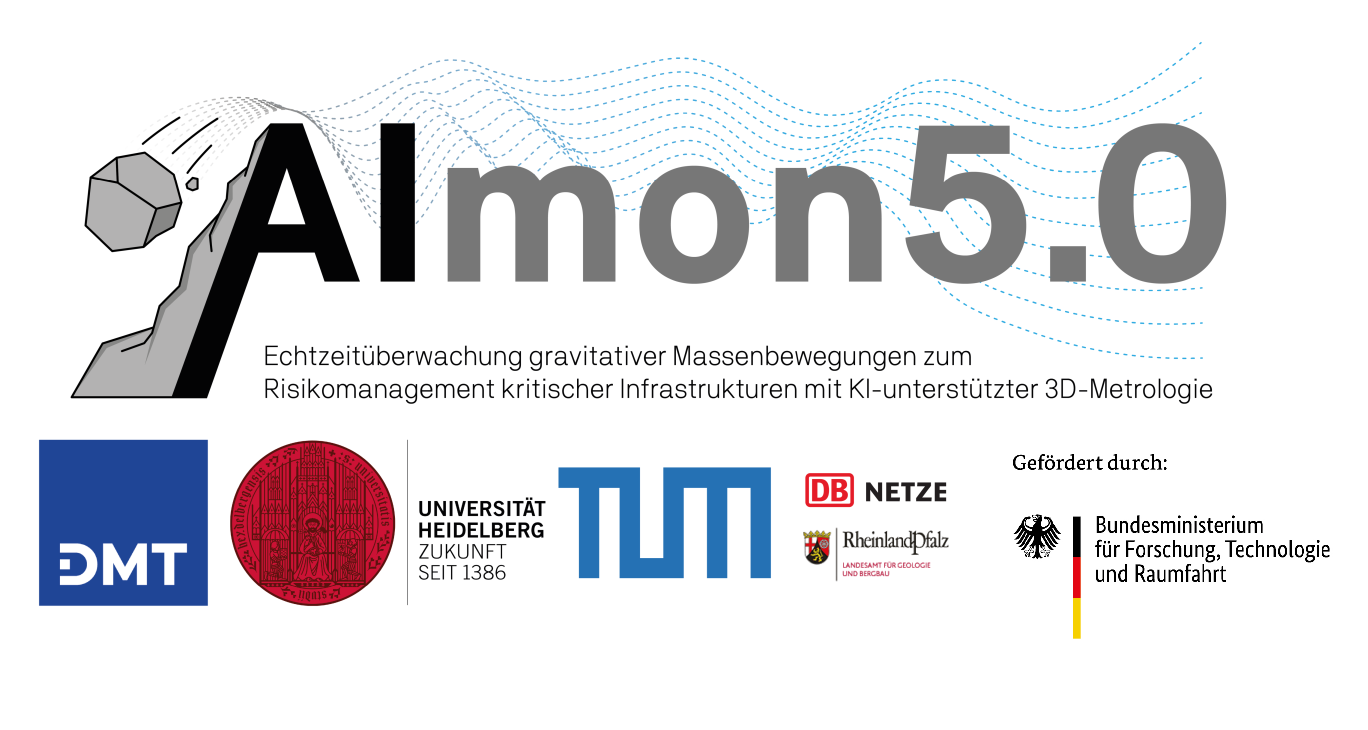 AImon5.0
Echtzeitüberwachung gravitativer Massenbewegungen zum
Risikomanagement kritischer Infrastrukturen mit KI-unterstützter 3D-Metrologie
DMT
UNIVERSITÄT
HEIDELBERG
ZUKUNFT
SEIT 1386
TUM
DB NETZE
RheinlandPfalz
LANDESAMT FÜR GEOLOGIE
UND BERGBAU
Gefördert durch:
Bundesministerium
für Forschung, Technologie
und Raumfahrt